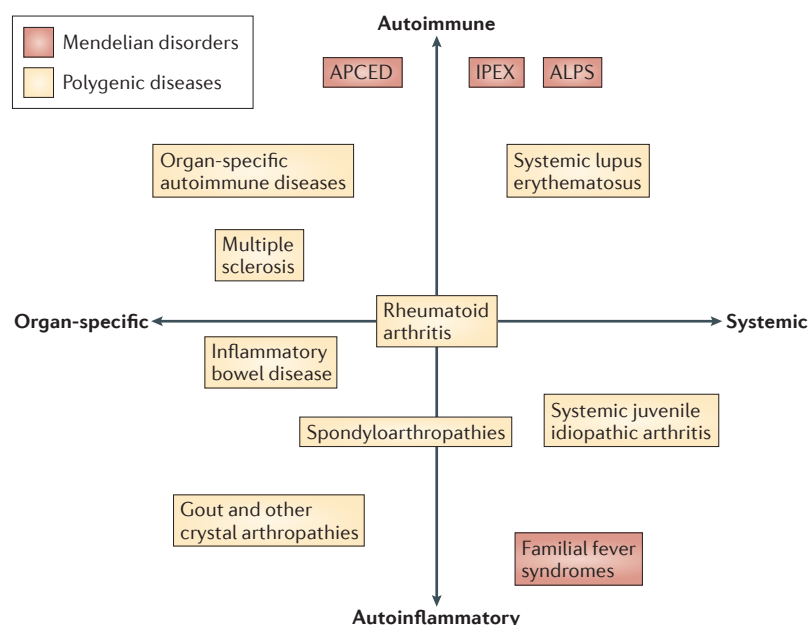 Autoimmune
Mendelian disorders
Polygenic diseases
APCED
IPEX
ALPS
Organ-specific
autoimmune diseases
Systemic lupus
erythematosus
Multiple
sclerosis
Organ-specific
Rheumatoid
arthritis
Systemic
Inflammatory
bowel disease
Spondyloarthropathies
Systemic juvenile
idiopathic arthritis
Gout and other
crystal arthropathies
Familial fever
syndromes
Autoinflammatory